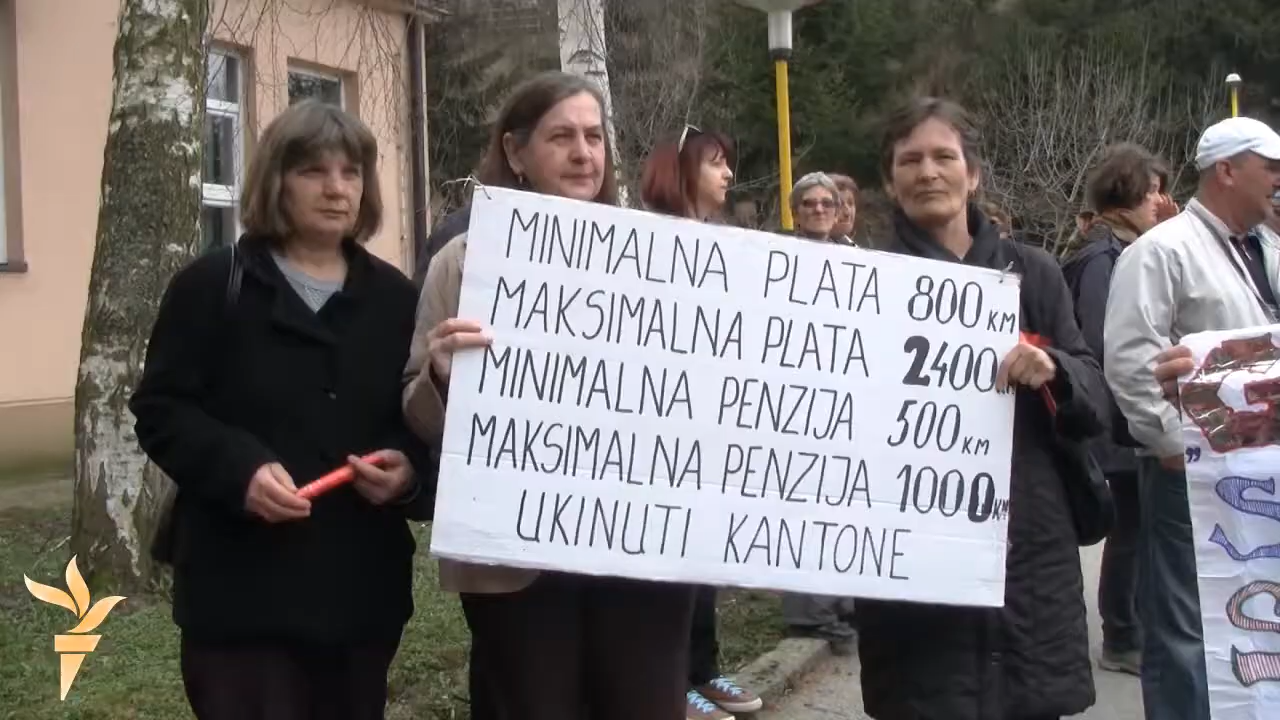 MINIMALNA PLATA 800 KM
MAKSIMALNA PLATA 2400
MINIMALNA PENZIJA 500 KM
MAKSIMALNA PENZIJA 1000 KM
UKINUTI KANTONE